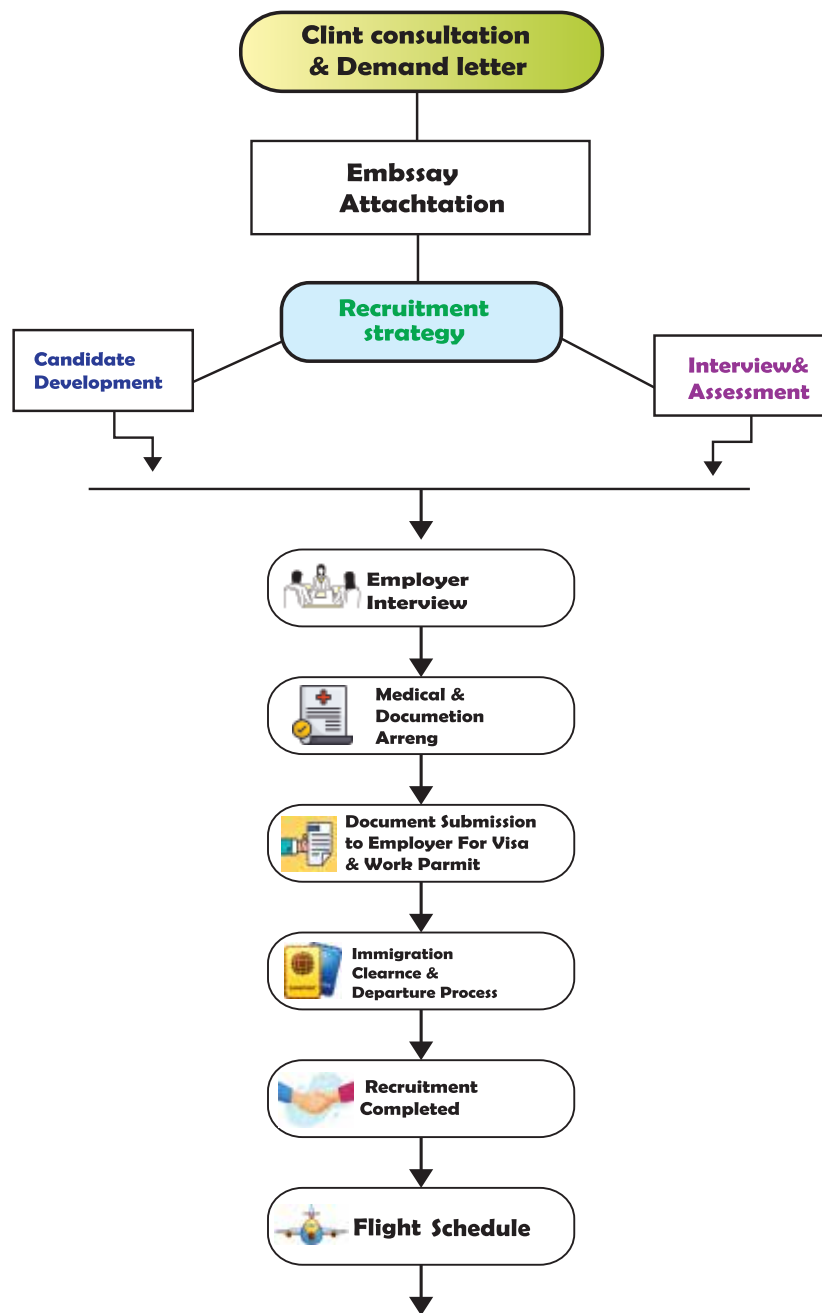 Clint consultation
& Demand letter
Embssay
Attachtation
Recruitment
strategy
Candidate
Development
Interview&
Assessment
Employer
Interview
Medical &
Documetion
Arreng
Document Submission
to Employer For Visa
& Work Parmit
Immigration
Clearnce &
Departure Process
Recruitment
Completed
Flight Schedule